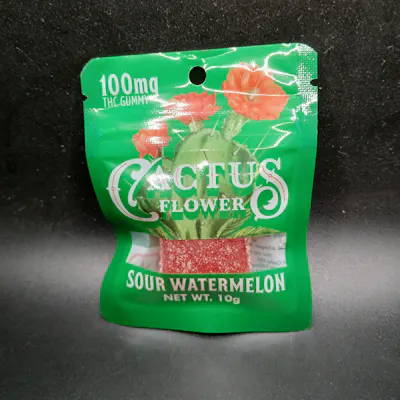 100mg
THC GUMMY
CACTUS
FLOWER
SOUR WATERMELON
NET WT. 10g